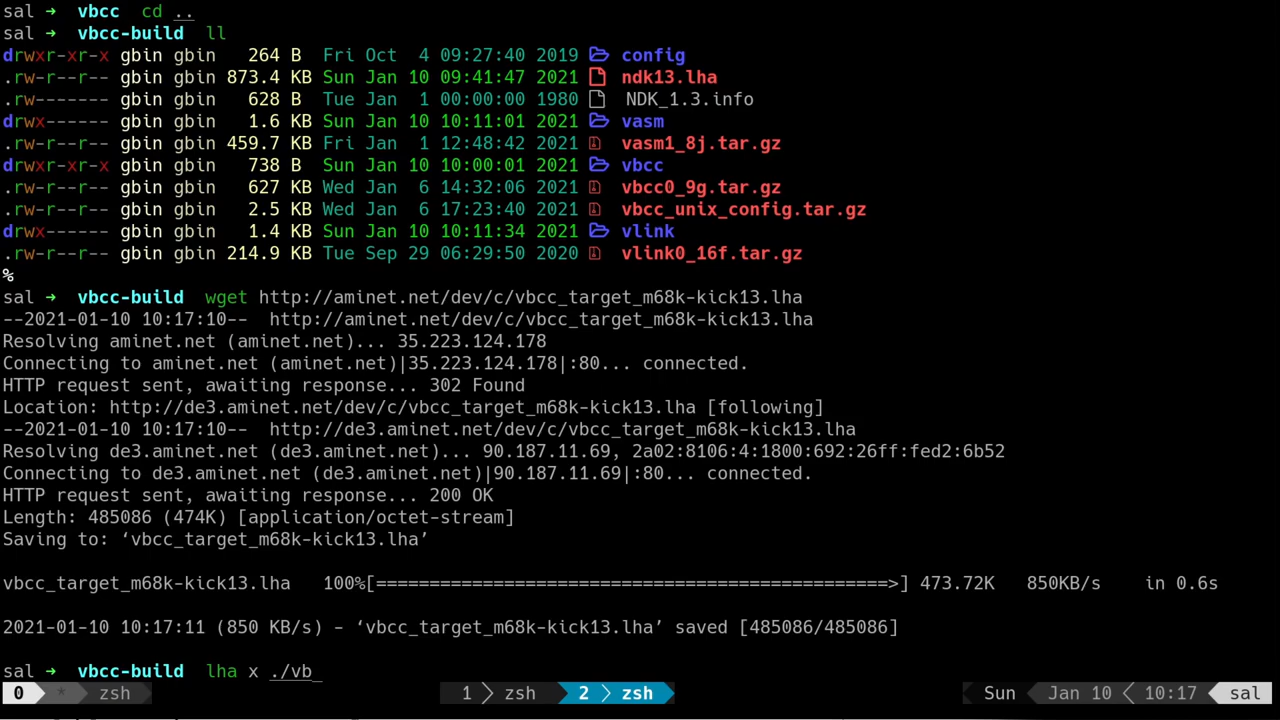 sal ➜ vbcc cd ..
sal ➜ vbcc-build ll
drwxr-xr-x gbin gbin 264 B Fri Oct 4 09:27:40 2019 config
.rw-r--r-- gbin gbin 873.4 KB Sun Jan 10 09:41:47 2021 ndk13.lha
.rw------- gbin gbin 628 B Tue Jan 1 00:00:00 1980 NDK_1.3.info
drwx------ gbin gbin 1.6 KB Sun Jan 10 10:11:01 2021 vasm
.rw-r--r-- gbin gbin 459.7 KB Fri Jan 1 12:48:42 2021 vasm1_8j.tar.gz
drwxr-xr-x gbin gbin 738 B Sun Jan 10 10:00:01 2021 vbcc
.rw-r--r-- gbin gbin 627 KB Wed Jan 6 14:32:06 2021 vbcc0_9g.tar.gz
.rw-r--r-- gbin gbin 2.5 KB Wed Jan 6 17:23:40 2021 vbcc_unix_config.tar.gz
drwx------ gbin gbin 1.4 KB Sun Jan 10 10:11:34 2021 vlink
.rw-r--r-- gbin gbin 214.9 KB Tue Sep 29 06:29:50 2020 vlink0_16f.tar.gz
%
sal ➜ vbcc-build wget http://aminet.net/dev/c/vbcc_target_m68k-kick13.lha
--2021-01-10 10:17:10-- http://aminet.net/dev/c/vbcc_target_m68k-kick13.lha
Resolving aminet.net (aminet.net)... 35.223.124.178
Connecting to aminet.net (aminet.net)|35.223.124.178|:80... connected.
HTTP request sent, awaiting response... 302 Found
Location: http://de3.aminet.net/dev/c/vbcc_target_m68k-kick13.lha [following]
--2021-01-10 10:17:10-- http://de3.aminet.net/dev/c/vbcc_target_m68k-kick13.lha
Resolving de3.aminet.net (de3.aminet.net)... 90.187.11.69, 2a02:8106:4:1800:692:26ff:fed2:6b52
Connecting to de3.aminet.net (de3.aminet.net)|90.187.11.69|:80... connected.
HTTP request sent, awaiting response... 200 OK
Length: 485086 (474K) [application/octet-stream]
Saving to: ‘vbcc_target_m68k-kick13.lha’
vbcc_target_m68k-kick13.lha 100%[================================================>] 473.72K 850KB/s in 0.6s
2021-01-10 10:17:11 (850 KB/s) - ‘vbcc_target_m68k-kick13.lha’ saved [485086/485086]
sal ➜ vbcc-build lha x ./vb_
0 * zsh 1 zsh 2 zsh Sun Jan 10 10:17 sal